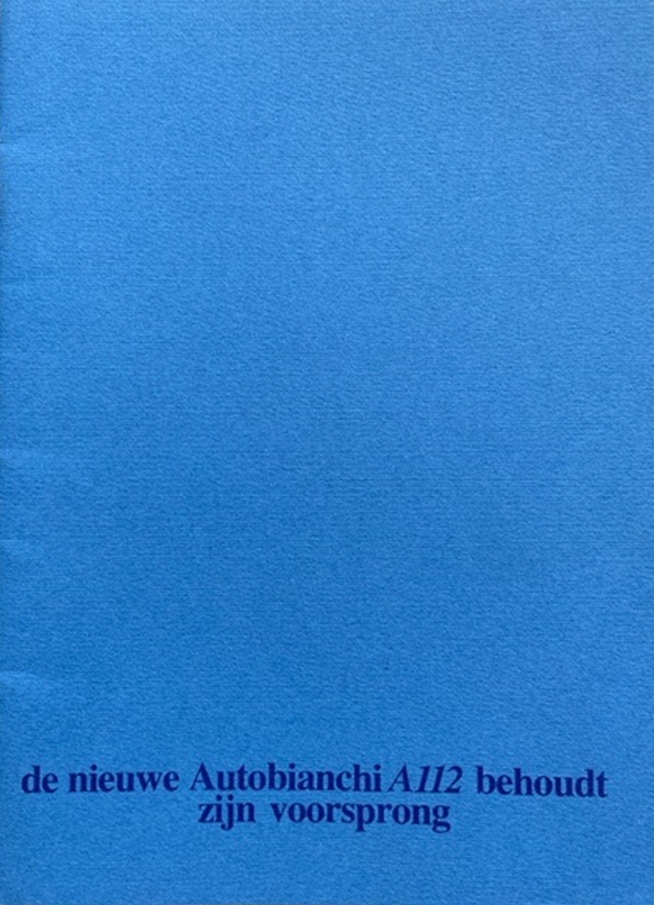 de nieuwe Autobianchi A112 behoudt
zijn voorsprong